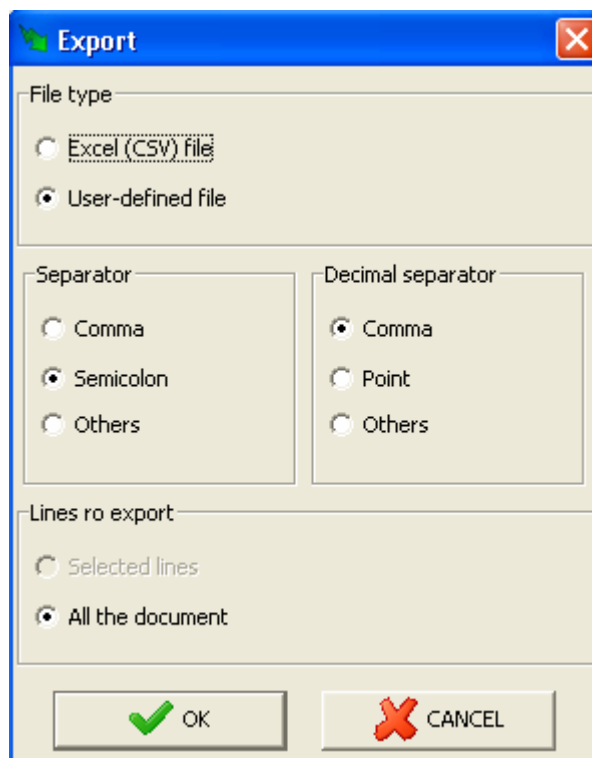 Export
File type
Excel (CSV) file
User-defined file
Separator
Comma
Semicolon
Others
Decimal separator
Comma
Point
Others
Lines ro export
Selected lines
All the document
OK
CANCEL